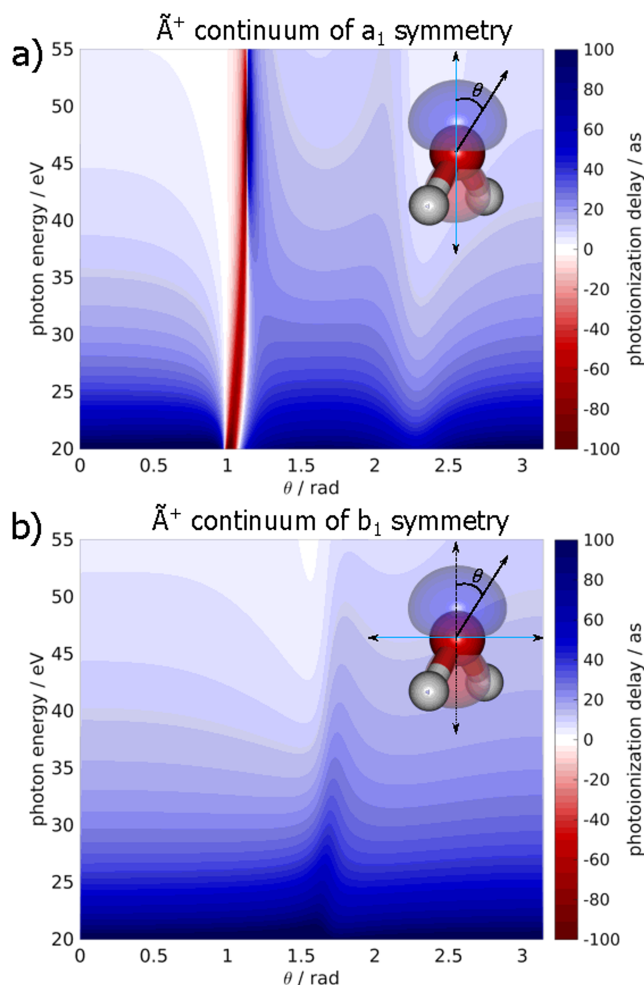 Ã⁺ continuum of a₁ symmetry
a)
55
50
45
40
35
30
25
20
photon energy / eV
0 0.5 1 1.5 2 2.5 3
θ / rad
θ
100
80
60
40
20
0
-20
-40
-60
-80
-100
photoionization delay / as
Ã⁺ continuum of b₁ symmetry
b)
55
50
45
40
35
30
25
20
photon energy / eV
0 0.5 1 1.5 2 2.5 3
θ / rad
θ
100
80
60
40
20
0
-20
-40
-60
-80
-100
photoionization delay / as